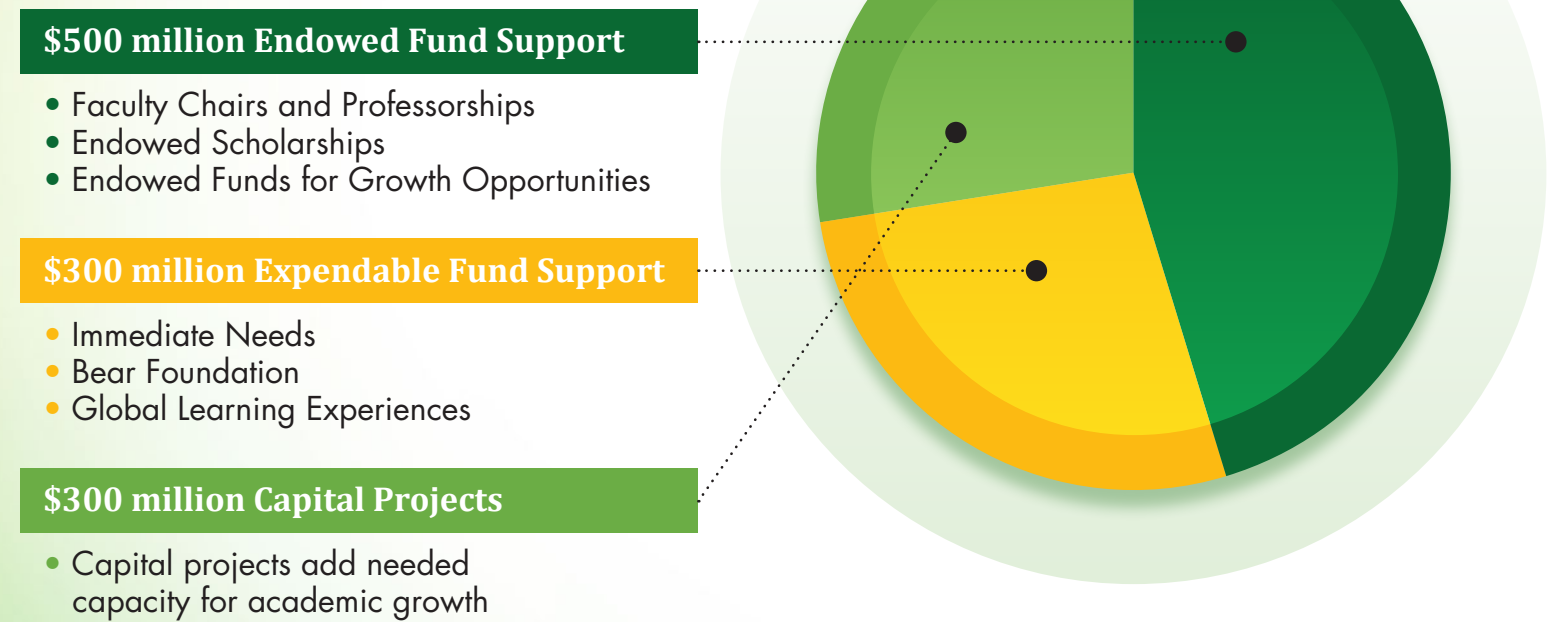 $500 million Endowed Fund Support
• Faculty Chairs and Professorships
• Endowed Scholarships
• Endowed Funds for Growth Opportunities
$300 million Expendable Fund Support
• Immediate Needs
• Bear Foundation
• Global Learning Experiences
$300 million Capital Projects
• Capital projects add needed
capacity for academic growth